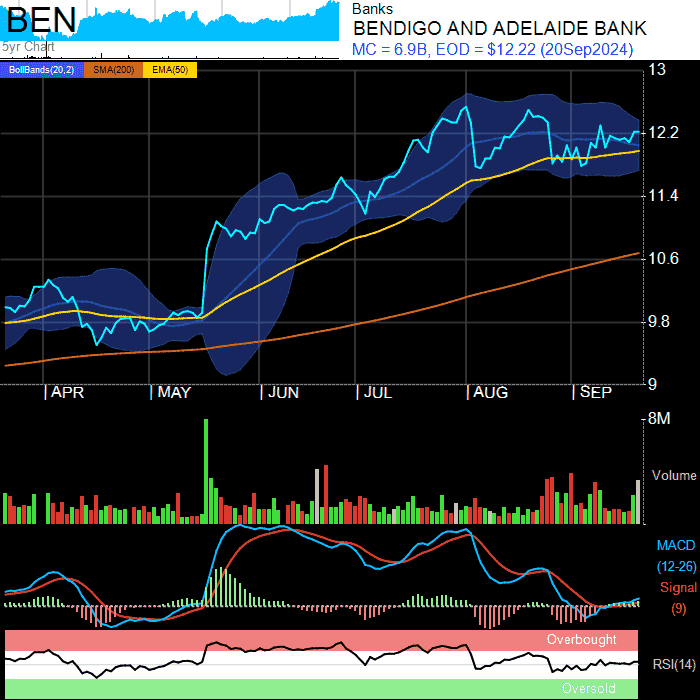 BEN
5yr Chart
Banks
BENDIGO AND ADELAIDE BANK
MC = 6.9B, EOD = $12.22 (20Sep2024)
BollBands(20,2) SMA(200) EMA(50)
13
12.2
11.4
10.6
9.8
9
APR MAY JUN JUL AUG SEP
8M
Volume
MACD
(12-26)
Signal
(9)
Overbought
RSI(14)
Oversold